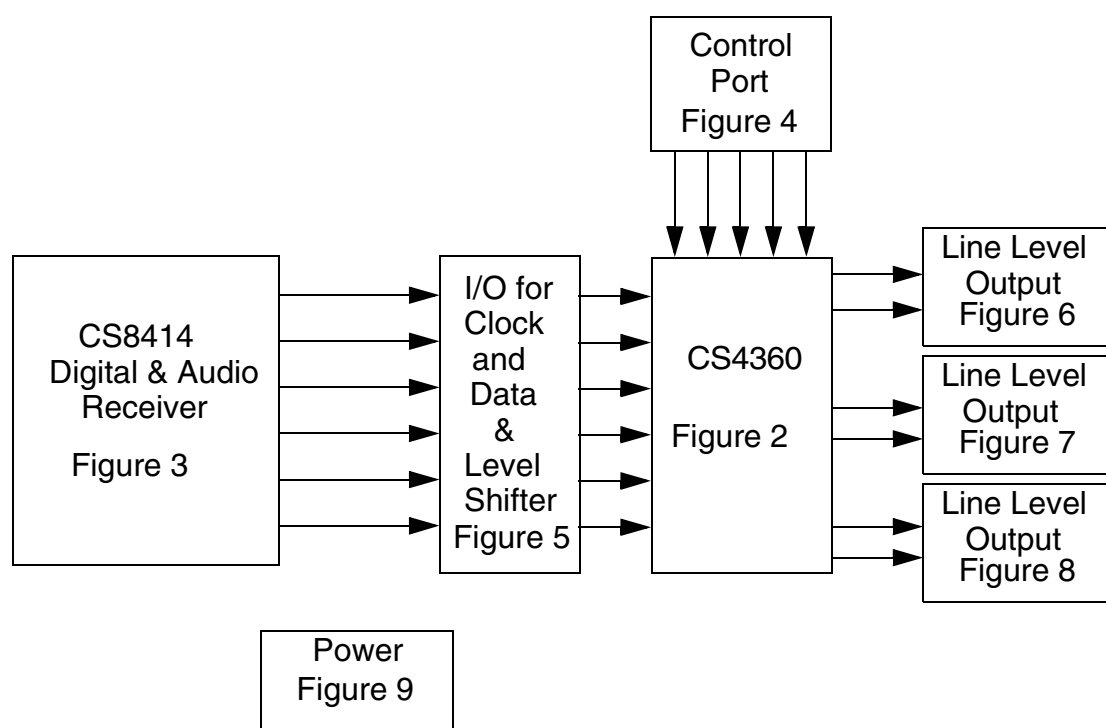 Control
Port
Figure 4
CS8414
Digital & Audio
Receiver
Figure 3
I/O for
Clock
and
Data
&
Level
Shifter
Figure 5
CS4360
Figure 2
Line Level
Output
Figure 6
Line Level
Output
Figure 7
Line Level
Output
Figure 8
Power
Figure 9